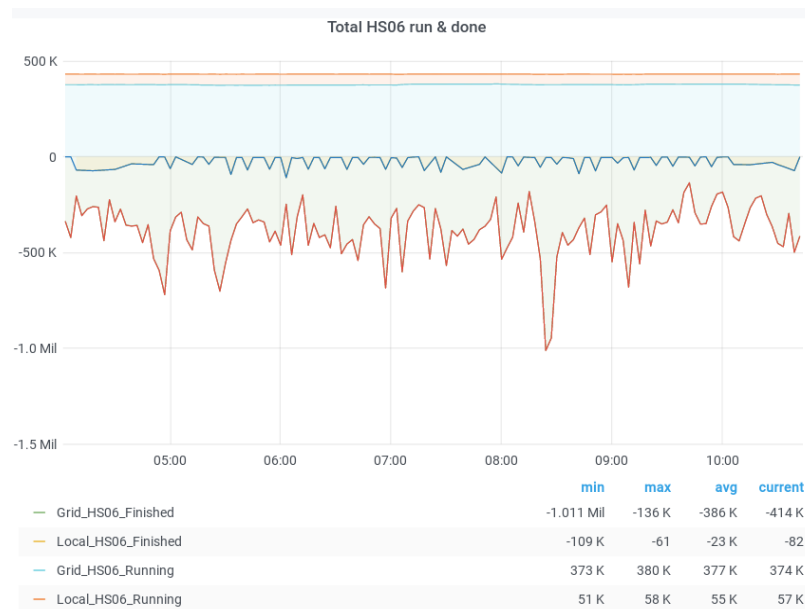 Total HS06 run & done
500 K
0
-500 K
-1.0 Mil
-1.5 Mil
05:00 06:00 07:00 08:00 09:00 10:00
min max avg current
Grid_HS06_Finished -1.011 Mil -136 K -386 K -414 K
Local_HS06_Finished -109 K -61 -23 K -82
Grid_HS06_Running 373 K 380 K 377 K 374 K
Local_HS06_Running 51 K 58 K 55 K 57 K